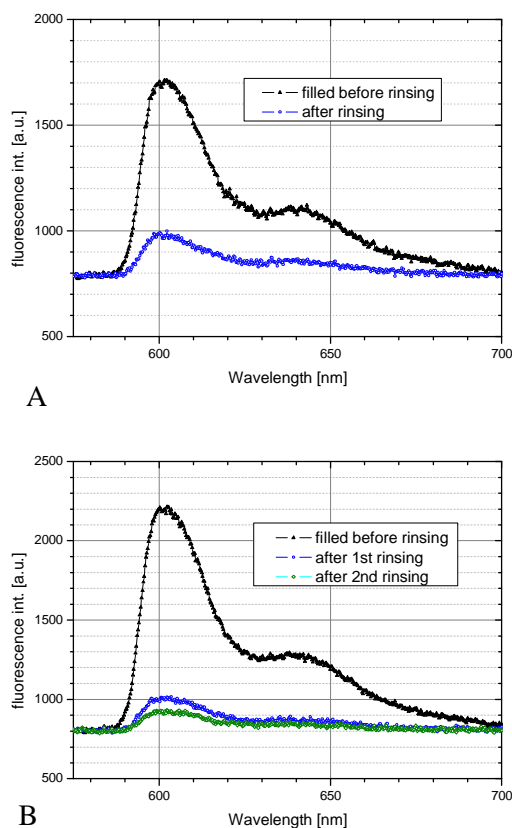 2000
filled before rinsing
after rinsing
1500
1000
500
fluorescence int. [a.u.]
600
650
700
Wavelength [nm]
A
2500
filled before rinsing
after 1st rinsing
after 2nd rinsing
2000
1500
1000
500
fluorescence int. [a.u.]
600
650
700
Wavelength [nm]
B